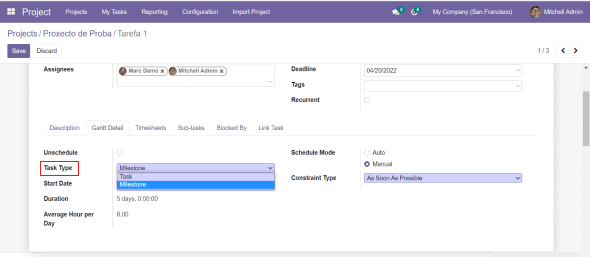 Project Projects My Tasks Reporting Configuration Import Project My Company (San Francisco) Mitchell Admin
Projects / Proxecto de Proba / Tarefa 1
Save Discard 1 / 3
Assignees Marc Demo x Mitchell Admin x Deadline 04/20/2022
Tags
Recurrent
Description Gantt Detail Timesheets Sub-tasks Blocked By Link Task
Unschedule Schedule Mode Auto
Task Type Milestone Manual
Task Constraint Type As Soon As Possible
Start Date Milestone
Duration 5 days, 0:00:00
Average Hour per 8.00
Day